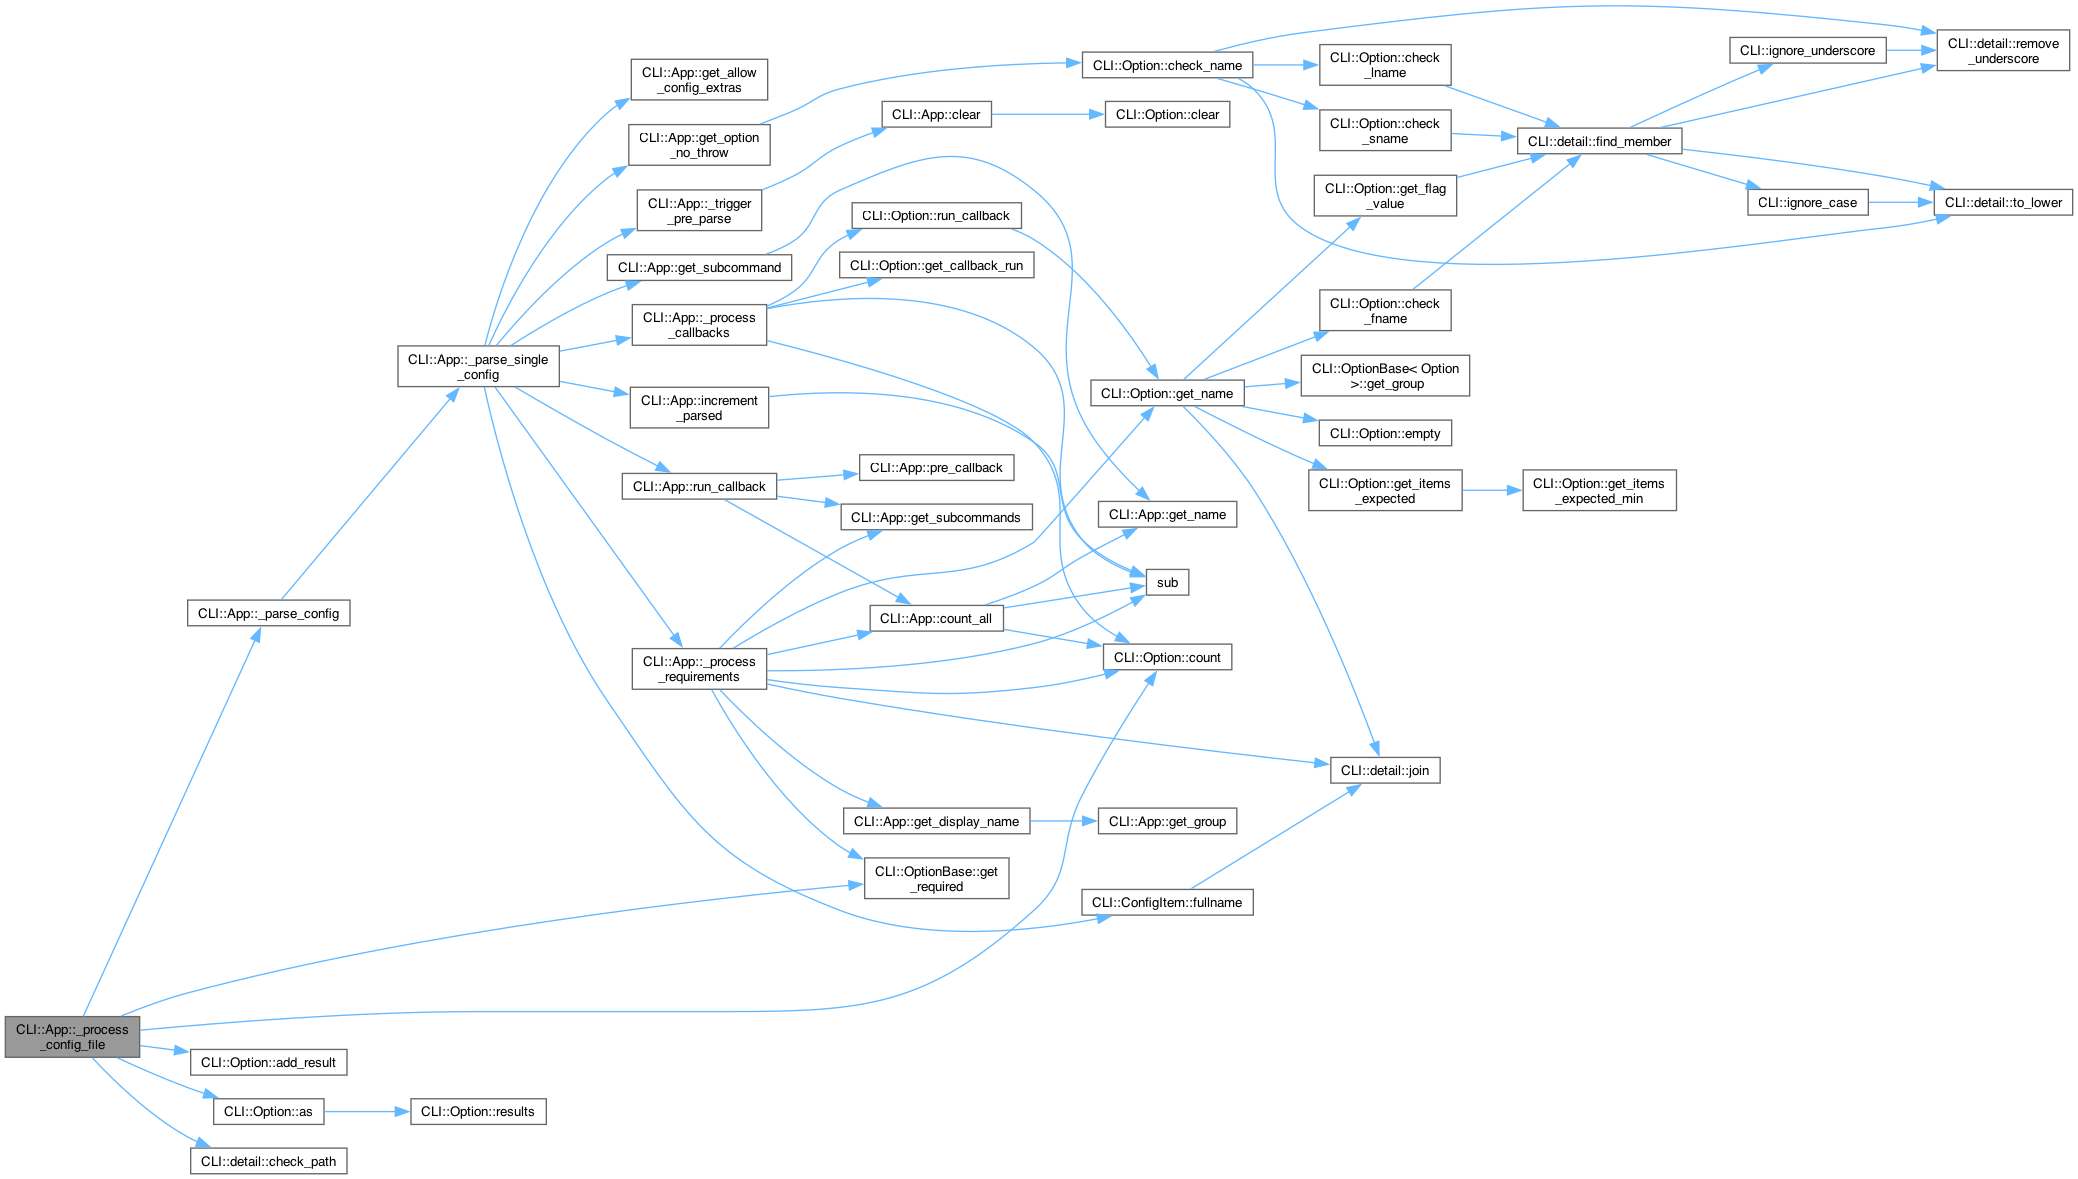 CLI::App::_process
_config_file
CLI::App::_parse_config
CLI::Option::add_result
CLI::Option::as
CLI::detail::check_path
CLI::Option::results
CLI::App::_parse_single
_config
CLI::App::get_allow
_config_extras
CLI::App::get_option
_no_throw
CLI::App::_trigger
_pre_parse
CLI::App::get_subcommand
CLI::App::_process
_callbacks
CLI::App::increment
_parsed
CLI::App::run_callback
CLI::App::_process
_requirements
CLI::App::clear
CLI::Option::run_callback
CLI::Option::get_callback_run
CLI::App::pre_callback
CLI::App::get_subcommands
CLI::App::count_all
CLI::App::get_display_name
CLI::OptionBase::get
_required
CLI::Option::check_name
CLI::Option::clear
CLI::Option::get_name
CLI::App::get_name
sub
CLI::Option::count
CLI::App::get_group
CLI::ConfigItem::fullname
CLI::Option::check
_lname
CLI::Option::check
_sname
CLI::Option::get_flag
_value
CLI::Option::check
_fname
CLI::OptionBase< Option
>::get_group
CLI::Option::empty
CLI::Option::get_items
_expected
CLI::detail::join
CLI::detail::find_member
CLI::Option::get_items
_expected_min
CLI::ignore_underscore
CLI::ignore_case
CLI::detail::remove
_underscore
CLI::detail::to_lower